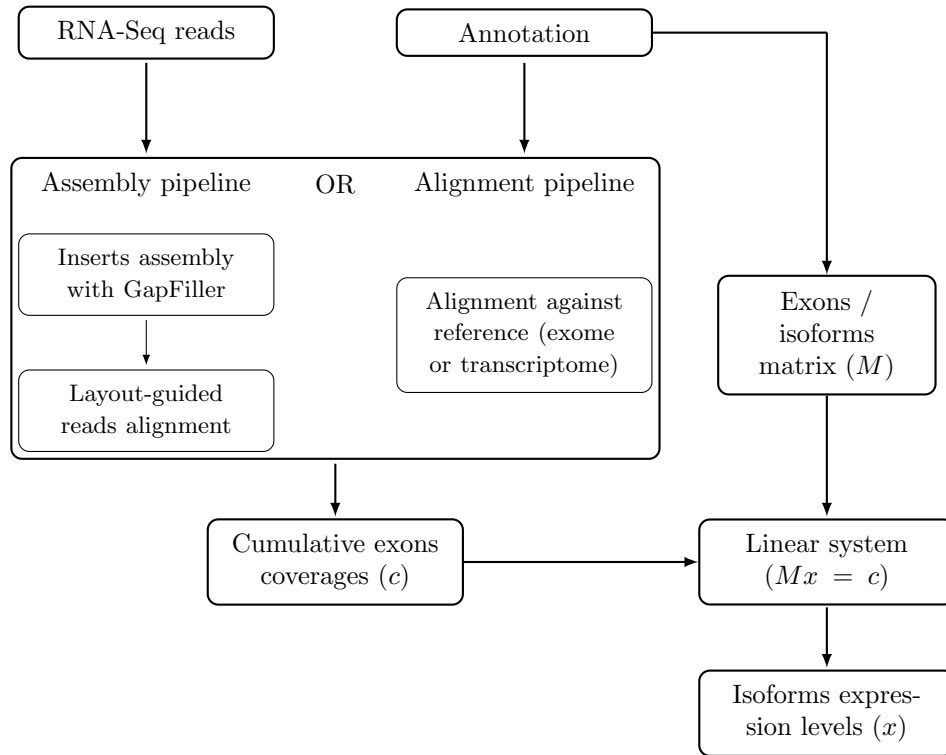 RNA-Seq reads
Annotation
Assembly pipeline OR Alignment pipeline
Inserts assembly
with GapFiller
Layout-guided
reads alignment
Alignment against
reference (exome
or transcriptome)
Exons /
isoforms
matrix (M)
Cumulative exons
coverages (c)
Linear system
(Mx = c)
Isoforms expres-
sion levels (x)